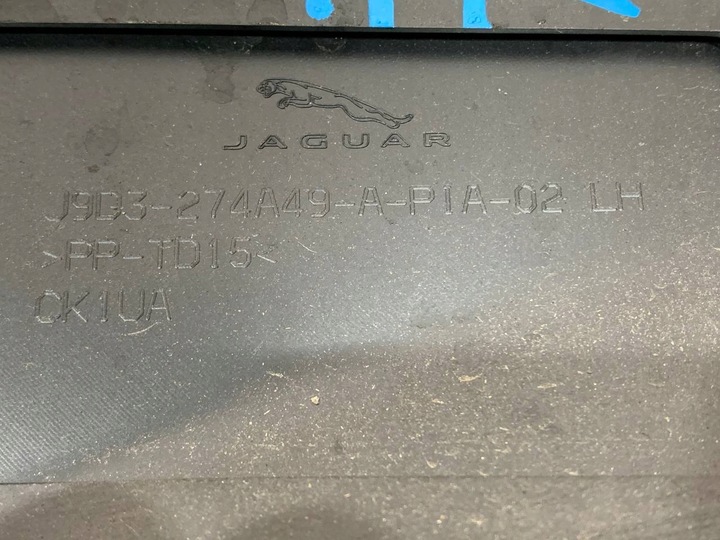 JAGUAR
J9D3-274A49-A-PIA-02 LH
>PP-TD15<
CK1UA